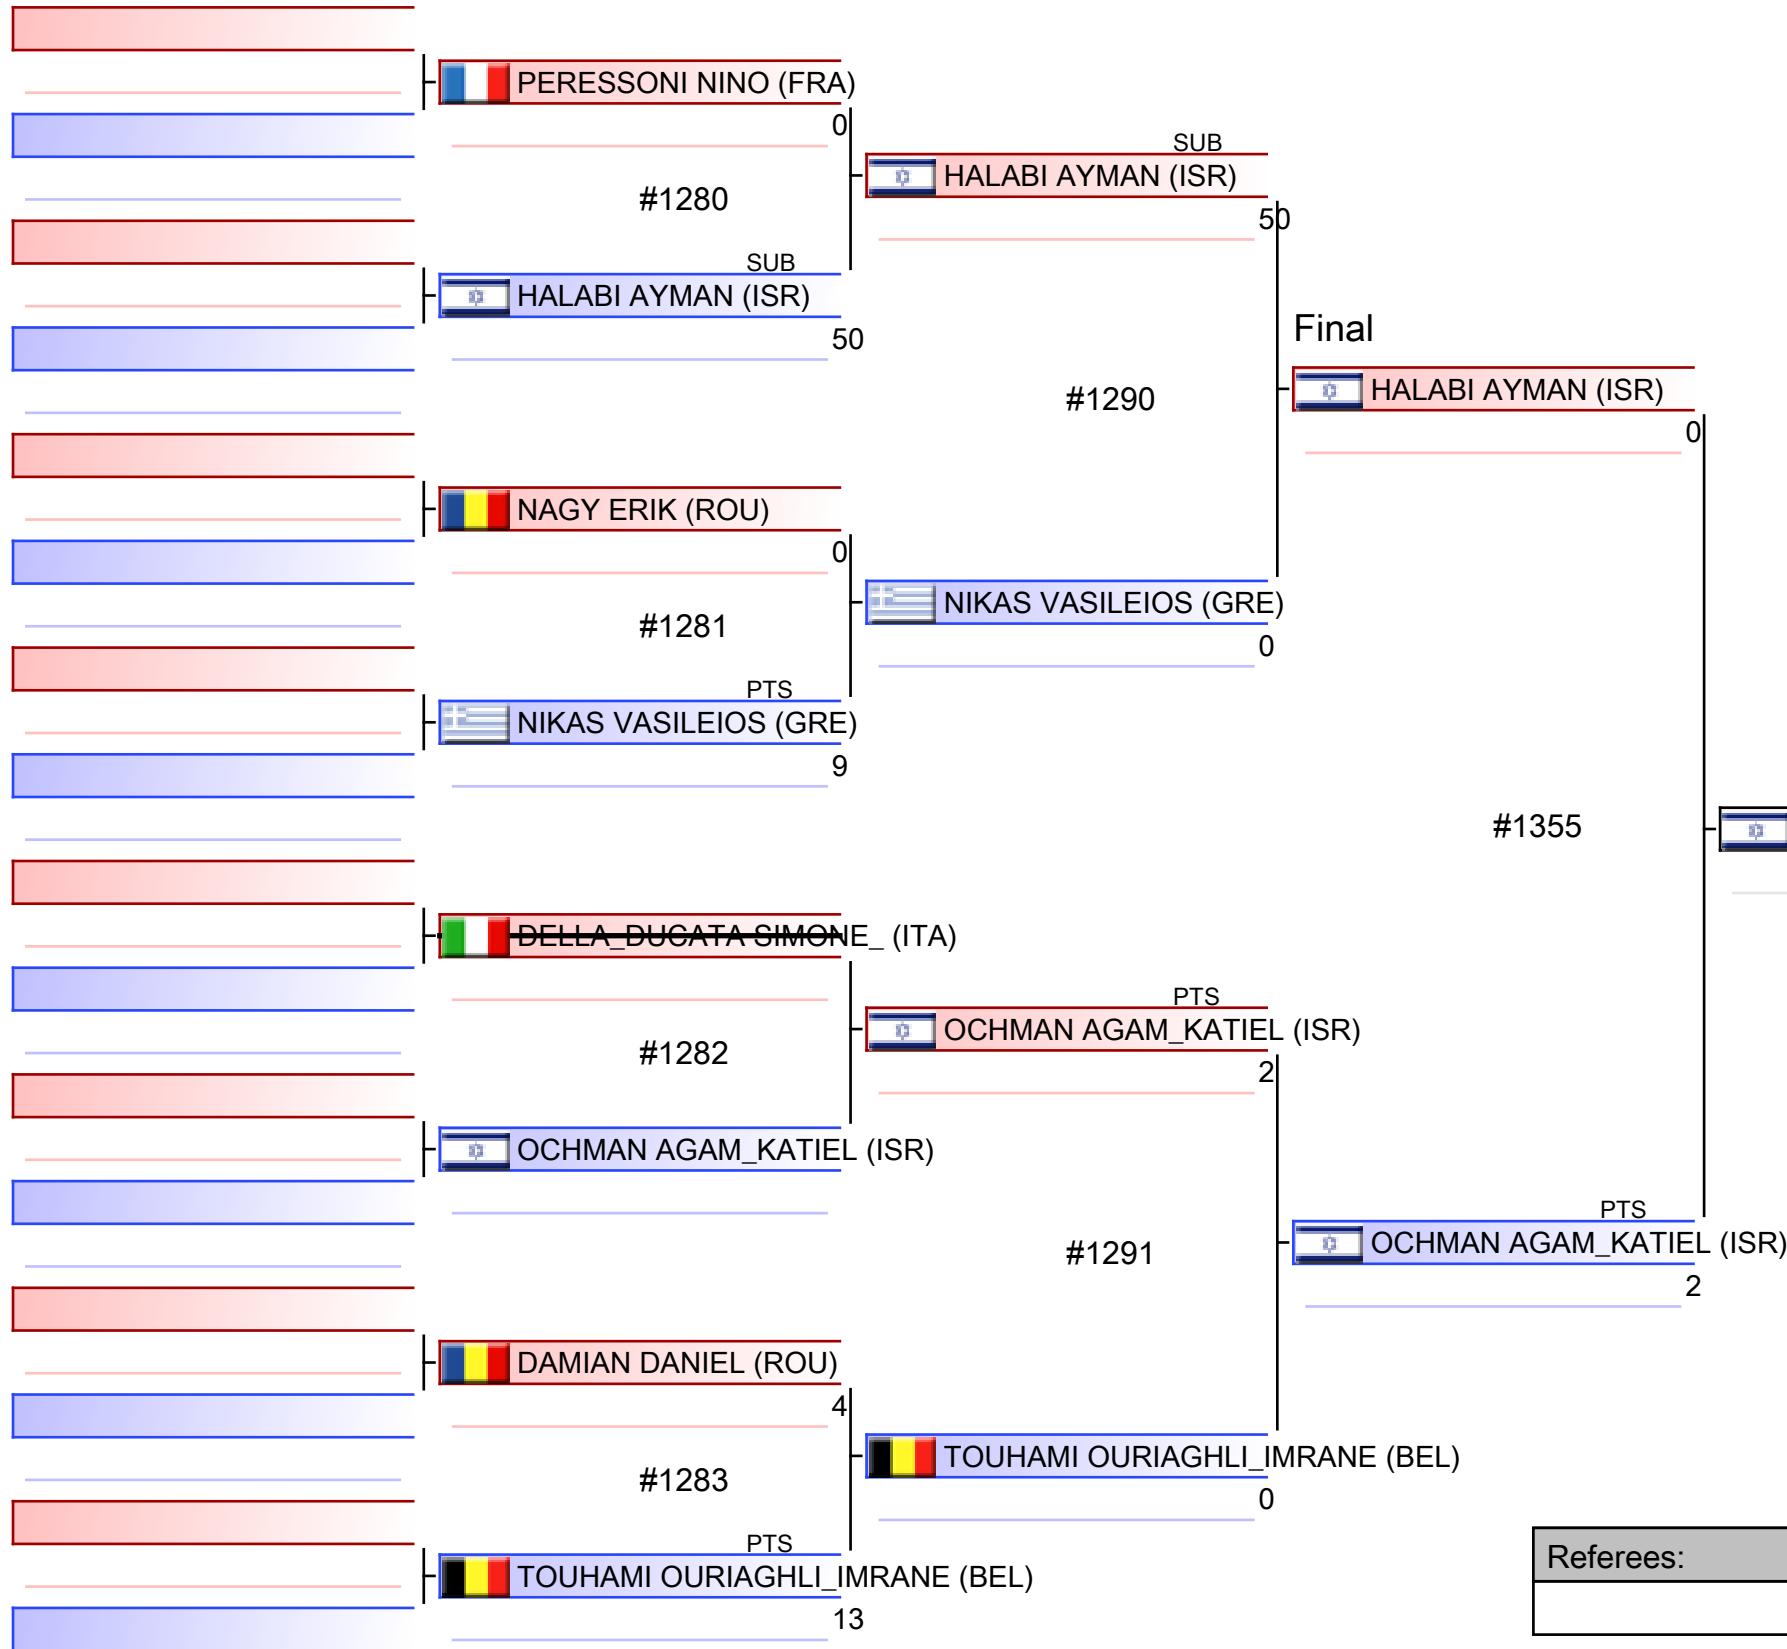 PERESSONI NINO (FRA)
0
#1280
SUB
HALABI AYMAN (ISR)
50
NAGY ERIK (ROU)
0
#1281
PTS
NIKAS VASILEIOS (GRE)
9
DELLA_DUCATA SIMONE_ (ITA)
#1282
OCHMAN AGAM_KATIEL (ISR)
DAMIAN DANIEL (ROU)
4
#1283
PTS
TOUHAMI OURIAGHLI_IMRANE (BEL)
13
SUB
HALABI AYMAN (ISR)
50
#1290
NIKAS VASILEIOS (GRE)
0
PTS
OCHMAN AGAM_KATIEL (ISR)
2
#1291
TOUHAMI OURIAGHLI_IMRANE (BEL)
0
Final
HALABI AYMAN (ISR)
0
#1355
PTS
OCHMAN AGAM_KATIEL (ISR)
2
Referees: